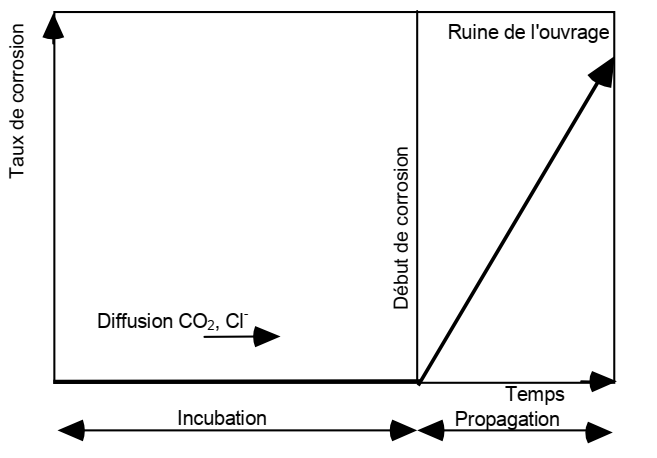 Ruine de l'ouvrage
Taux de corrosion
Début de corrosion
Diffusion CO₂, Cl⁻
Temps
Incubation
Propagation